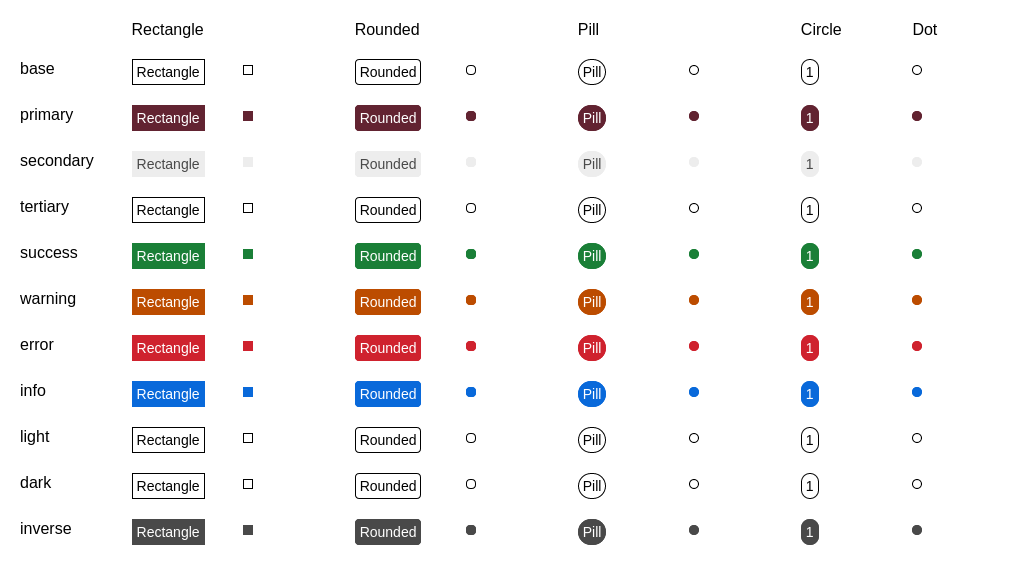 Rectangle Rounded Pill Circle Dot
base Rectangle Rounded Pill 1
primary Rectangle Rounded Pill 1
secondary Rectangle Rounded Pill 1
tertiary Rectangle Rounded Pill 1
success Rectangle Rounded Pill 1
warning Rectangle Rounded Pill 1
error Rectangle Rounded Pill 1
info Rectangle Rounded Pill 1
light Rectangle Rounded Pill 1
dark Rectangle Rounded Pill 1
inverse Rectangle Rounded Pill 1